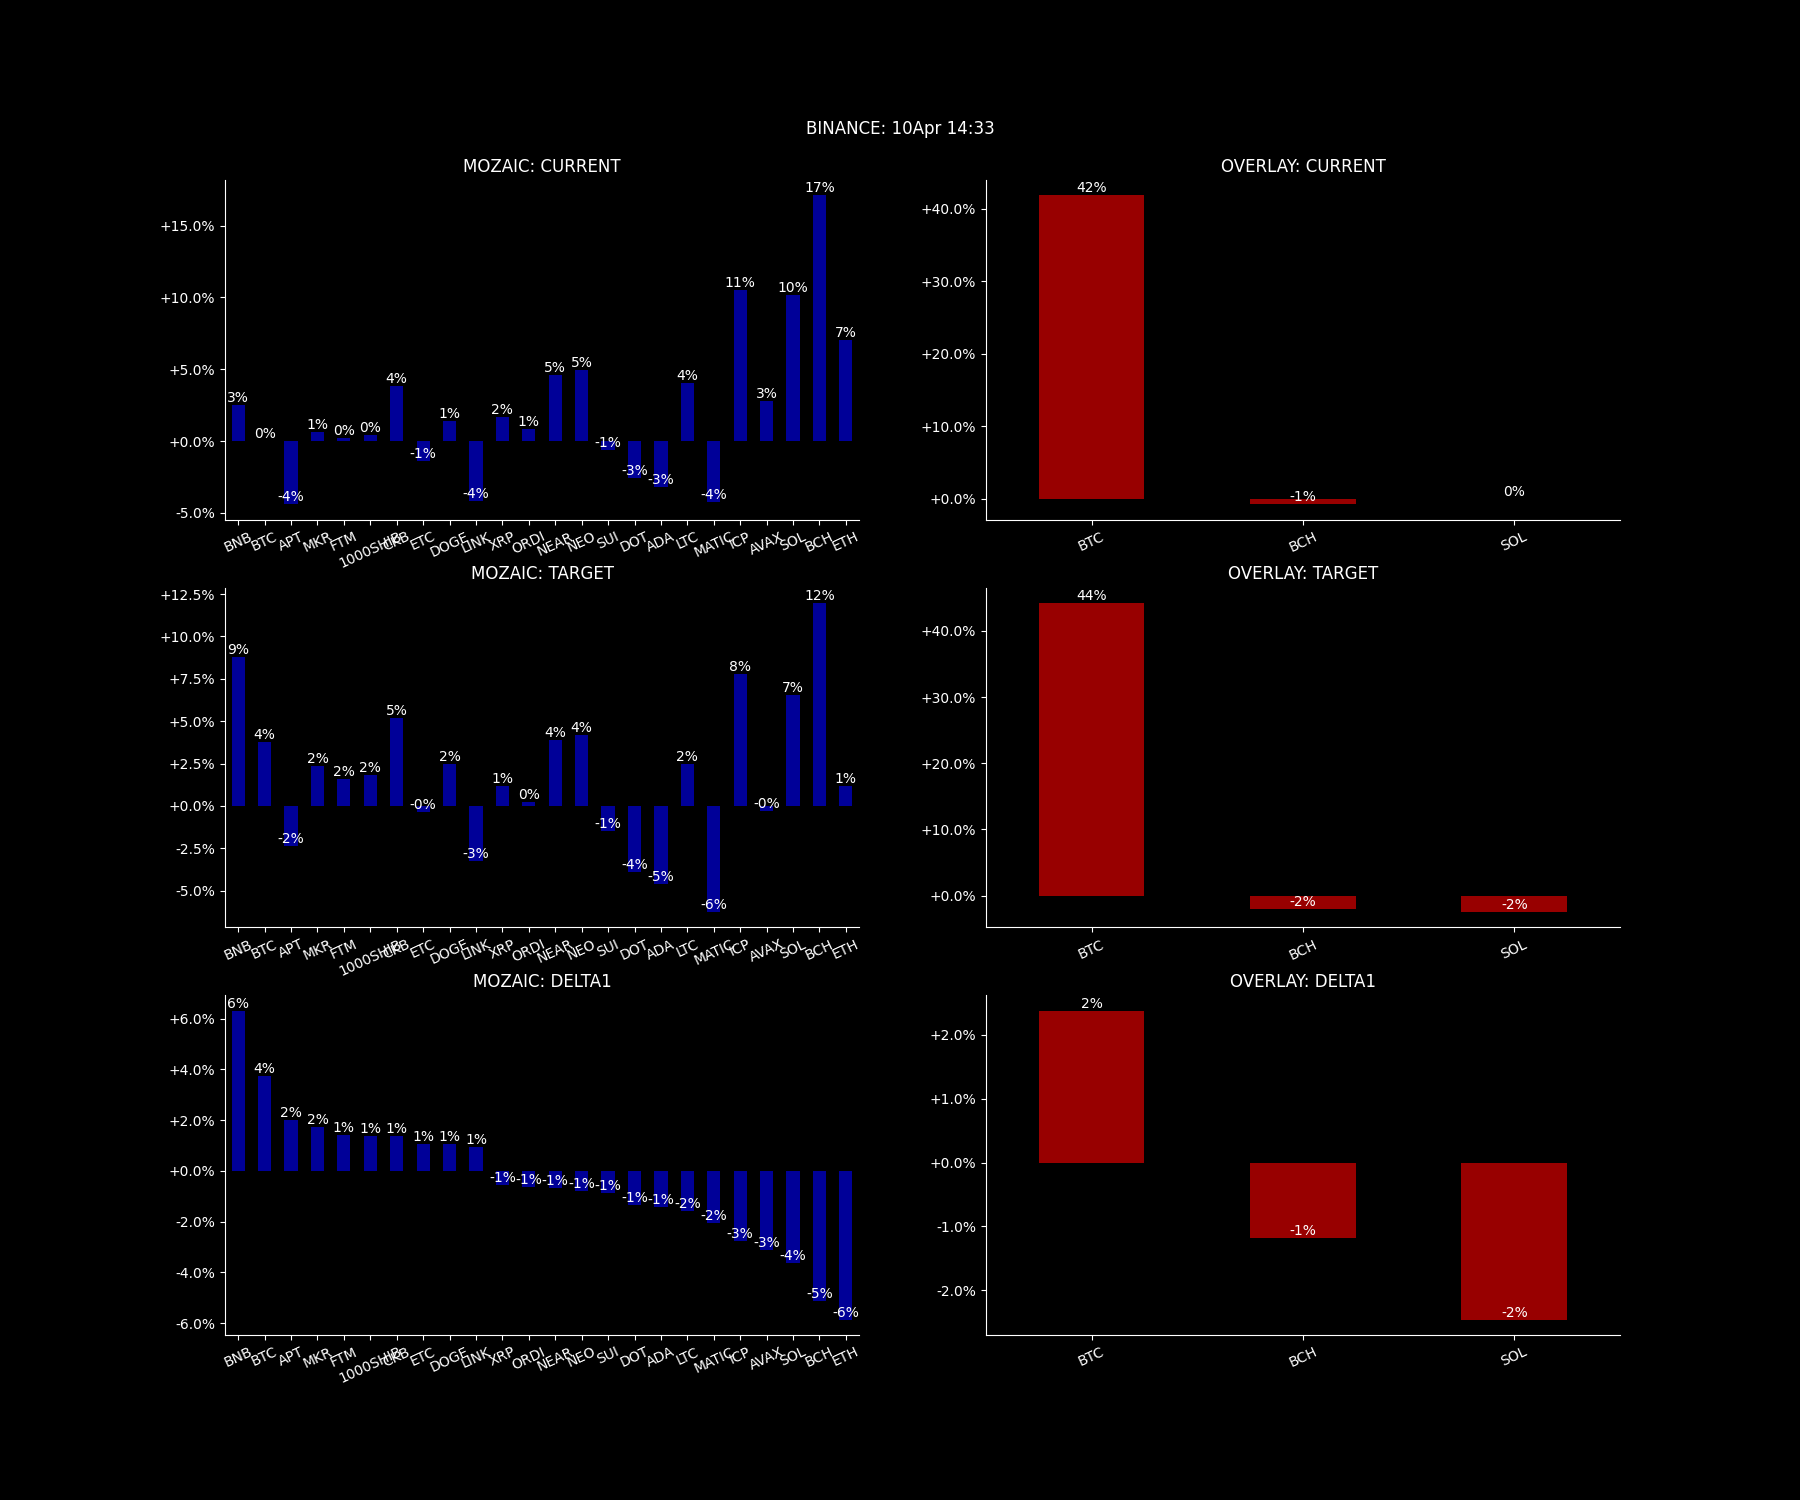 BINANCE: 10Apr 14:33
MOZAIC: CURRENT
+15.0%
+10.0%
+5.0%
+0.0%
-5.0%
3% 0% -4% 1% 0% 0% 4% -1% 1% -4% 2% 1% 5% 5% -1% -3% -3% 4% -4% 11% 3% 10% 17% 7%
BNB BTC APT MKR FTM 1000SHIB ETC DOGE LINK XRP ORDI NEAR NEO SUI DOT ADA LTC MATIC ICP AVAX SOL BCH ETH
OVERLAY: CURRENT
+40.0%
+30.0%
+20.0%
+10.0%
+0.0%
42% -1% 0%
BTC BCH SOL
MOZAIC: TARGET
+12.5%
+10.0%
+7.5%
+5.0%
+2.5%
+0.0%
-2.5%
-5.0%
9% 4% -2% 2% 2% 2% 5% -0% 2% -3% 1% 0% 4% 4% -1% -4% -5% 2% -6% 8% -0% 7% 12% 1%
BNB BTC APT MKR FTM 1000SHIB ETC DOGE LINK XRP ORDI NEAR NEO SUI DOT ADA LTC MATIC ICP AVAX SOL BCH ETH
OVERLAY: TARGET
+40.0%
+30.0%
+20.0%
+10.0%
+0.0%
44% -2% -2%
BTC BCH SOL
MOZAIC: DELTA1
+6.0%
+4.0%
+2.0%
+0.0%
-2.0%
-4.0%
-6.0%
6% 4% 2% 2% 1% 1% 1% 1% 1% 1% -1% -1% -1% -1% -1% -1% -1% -2% -2% -3% -3% -4% -5% -6%
BNB BTC APT MKR FTM 1000SHIB ETC DOGE LINK XRP ORDI NEAR NEO SUI DOT ADA LTC MATIC ICP AVAX SOL BCH ETH
OVERLAY: DELTA1
+2.0%
+1.0%
+0.0%
-1.0%
-2.0%
2% -1% -2%
BTC BCH SOL